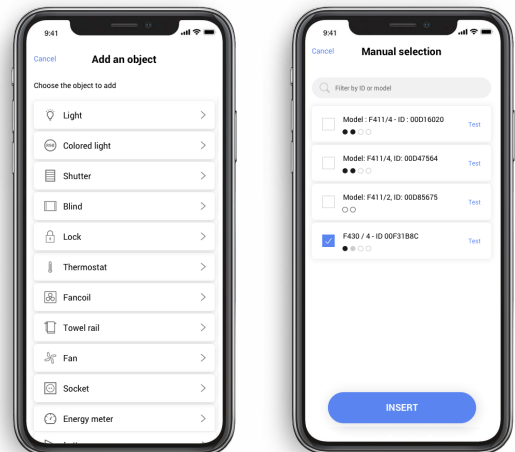 9:41
Cancel
Add an object
Choose the object to add
Light
RGB
Colored light
Shutter
Blind
Lock
Thermostat
Fancoil
Towel rail
Fan
Socket
Energy meter
9:41
Cancel
Manual selection
Filter by ID or model
Model : F411/4 - ID : 00D16020
Test
Model: F411/4, ID: 00D47564
Test
Model: F411/2, ID: 00D85675
Test
F430 / 4 - ID 00F31B8C
Test
INSERT